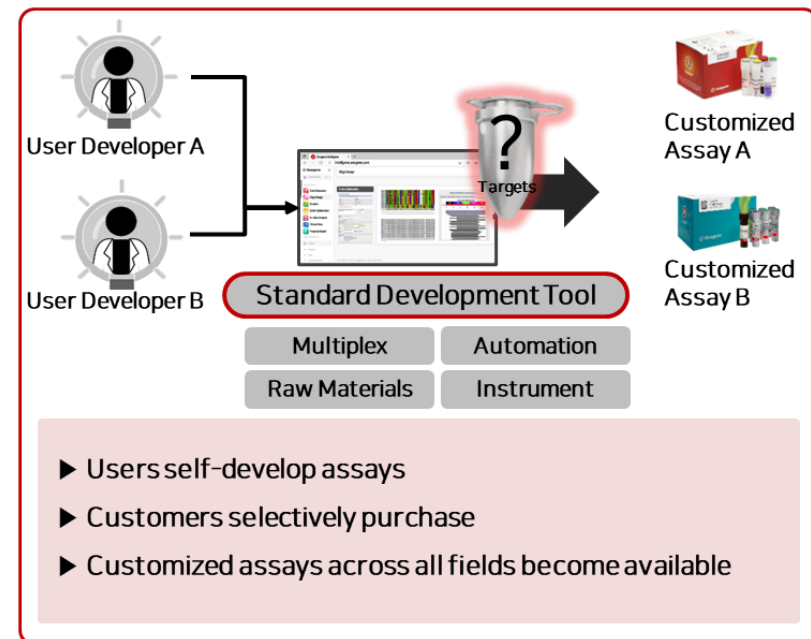 User Developer A
User Developer B
?
Targets
Customized
Assay A
Customized
Assay B
Standard Development Tool
Multiplex
Automation
Raw Materials
Instrument
▶ Users self-develop assays
▶ Customers selectively purchase
▶ Customized assays across all fields become available